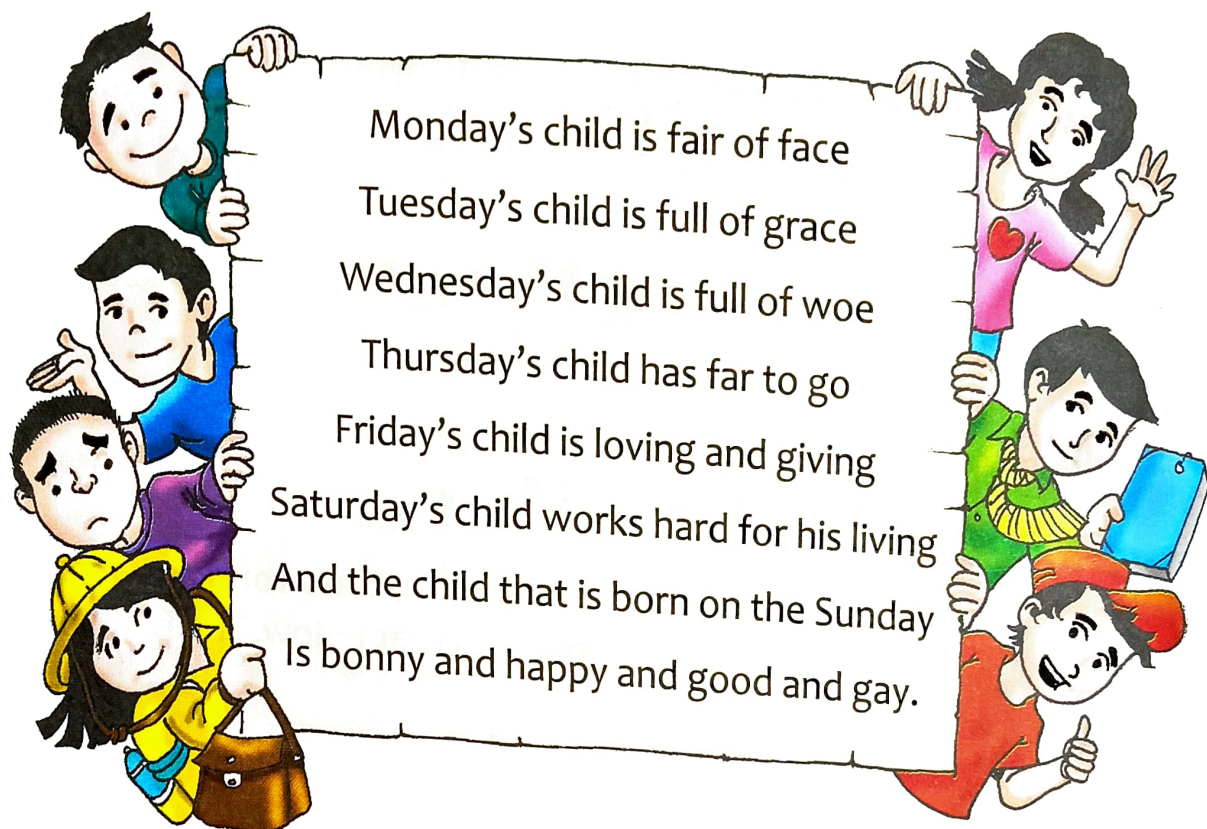 Monday’s child is fair of face
Tuesday’s child is full of grace
Wednesday’s child is full of woe
Thursday’s child has far to go
Friday’s child is loving and giving
Saturday’s child works hard for his living
And the child that is born on the Sunday
Is bonny and happy and good and gay.